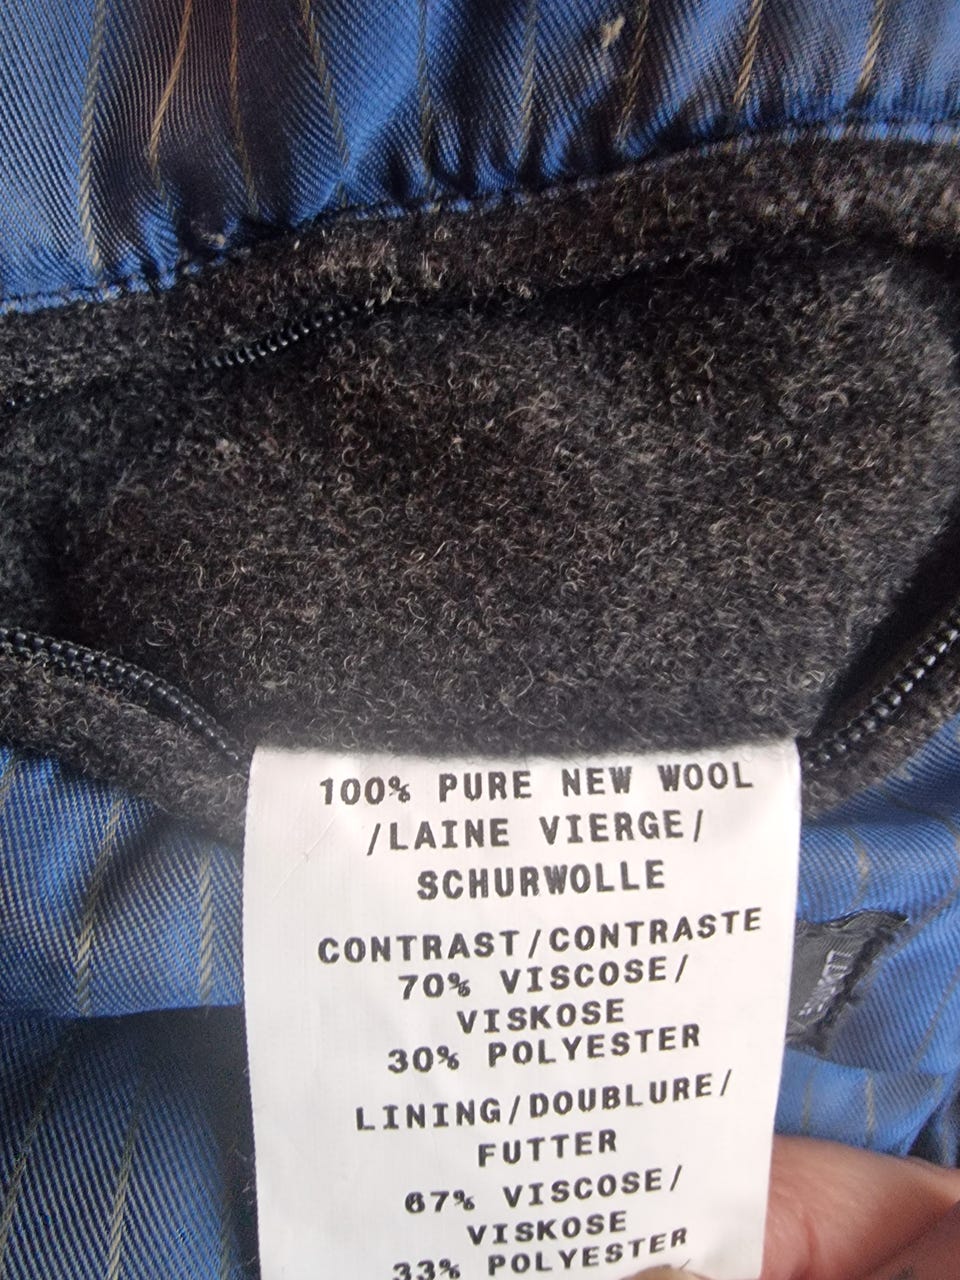 100% PURE NEW WOOL
/LAINE VIERGE/
SCHURWOLLE
CONTRAST/CONTRASTE
70% VISCOSE/
VISKOSE
30% POLYESTER
LINING/DOUBLURE/
FUTTER
67% VISCOSE/
VISKOSE
33% POLYESTER